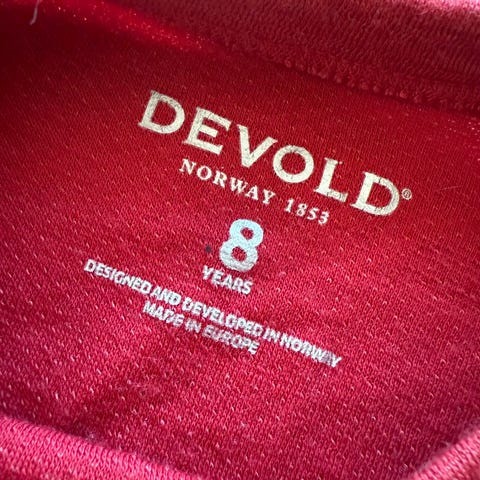 DEVOLD®
NORWAY 1853
8
YEARS
DESIGNED AND DEVELOPED IN NORWAY
MADE IN EUROPE